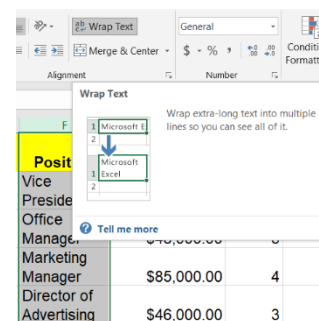 Wrap Text
General
Merge & Center
$ - % ,
Conditi
Formatt
Alignment
Number
Wrap Text
F
Wrap extra-long text into multiple
lines so you can see all of it.
1 Microsoft E
2
Microsoft
1 Excel
2
Tell me more
Posit
Vice
Preside
Office
Manager
Marketing
Manager $85,000.00 4
Director of
Advertising $46,000.00 3